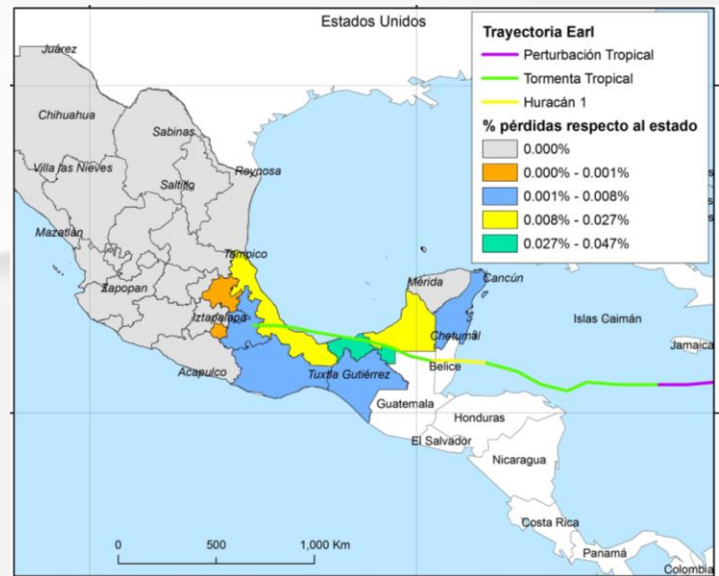 Estados Unidos
Trayectoria Earl
Perturbación Tropical
Tormenta Tropical
Huracán 1
% pérdidas respecto al estado
0.000%
0.000% - 0.001%
0.001% - 0.008%
0.008% - 0.027%
0.027% - 0.047%
Juárez
Chihuahua
Sabinas
Villa las Nieves
Reyposa
Saltillo
Mazatlán
Tampico
Zapopan
Mérida
Cancún
Iztapalapa
Islas Caimán
Chetumal
Jamaica
Acapulco
Tuxtla Gutiérrez
Belice
Guatemala
Honduras
El Salvador
Nicaragua
Costa Rica
Panamá
Colombia
0 500 1,000 Km